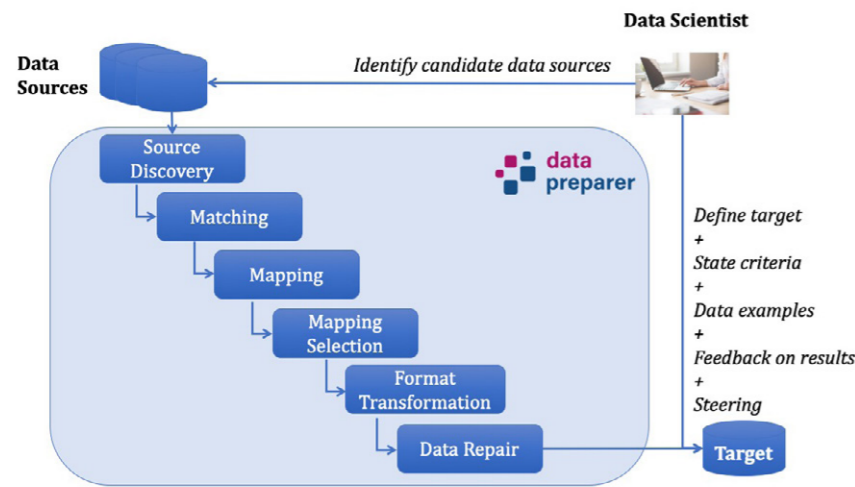 Data Scientist
Data
Sources
Identify candidate data sources
Source
Discovery
data
preparer
Matching
Mapping
Mapping
Selection
Format
Transformation
Data Repair
Define target
+
State criteria
+
Data examples
+
Feedback on results
+
Steering
Target